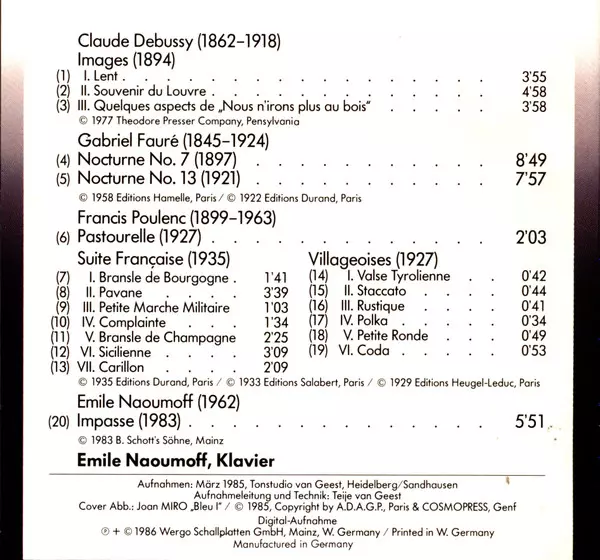 Claude Debussy (1862–1918)
Images (1894)
(1) I. Lent . . . . . . . . . . . . . . . . . . 3'55
(2) II. Souvenir du Louvre . . . . . . . . . . . . . . 4'58
(3) III. Quelques aspects de „Nous n'irons plus au bois" . . . . . 3'58
© 1977 Theodore Presser Company, Pensylvania
Gabriel Fauré (1845–1924)
(4) Nocturne No. 7 (1897) . . . . . . . . . . . 8'49
(5) Nocturne No. 13 (1921) . . . . . . . . . . . 7'57
© 1958 Editions Hamelle, Paris / © 1922 Editions Durand, Paris
Francis Poulenc (1899–1963)
(6) Pastourelle (1927) . . . . . . . . . . . . . 2'03
Suite Française (1935)
(7) I. Bransle de Bourgogne . 1'41
(8) II. Pavane . . . . 3'39
(9) III. Petite Marche Militaire 1'03
(10) IV. Complainte . . . 1'34
(11) V. Bransle de Champagne 2'25
(12) VI. Sicilienne . . . 3'09
(13) VII. Carillon . . . . 2'09
Villageoises (1927)
(14) I. Valse Tyrolienne . . 0'42
(15) II. Staccato . . . . 0'44
(16) III. Rustique . . . . 0'41
(17) IV. Polka . . . . 0'34
(18) V. Petite Ronde . . . 0'49
(19) VI. Coda . . . . . 0'53
© 1935 Editions Durand, Paris / © 1933 Editions Salabert, Paris / © 1929 Editions Heugel-Leduc, Paris
Emile Naoumoff (1962)
(20) Impasse (1983) . . . . . . . . . . . . . . 5'51
© 1983 B. Schott's Söhne, Mainz
Emile Naoumoff, Klavier
Aufnahmen: März 1985, Tonstudio van Geest, Heidelberg/Sandhausen
Aufnahmeleitung und Technik: Teije van Geest
Cover Abb.: Joan MIRO „Bleu I" / © 1985, Copyright by A.D.A.G.P., Paris & COSMOPRESS, Genf
Digital-Aufnahme
℗ + © 1986 Wergo Schallplatten GmbH, Mainz, W. Germany / Printed in W. Germany
Manufactured in Germany